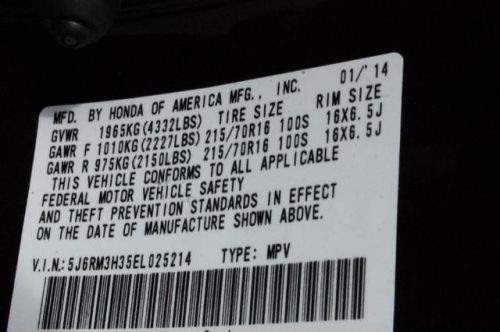 MFD. BY HONDA OF AMERICA MFG., INC. 01/'14
GVWR 1965KG(4332LBS) TIRE SIZE RIM SIZE
GAWR F 1010KG(2227LBS) 215/70R16 100S 16X6.5J
GAWR R 975KG(2150LBS) 215/70R16 100S 16X6.5J
THIS VEHICLE CONFORMS TO ALL APPLICABLE
FEDERAL MOTOR VEHICLE SAFETY
AND THEFT PREVENTION STANDARDS IN EFFECT
ON THE DATE OF MANUFACTURE SHOWN ABOVE.
V.I.N.: 5J6RM3H35EL025214 TYPE: MPV